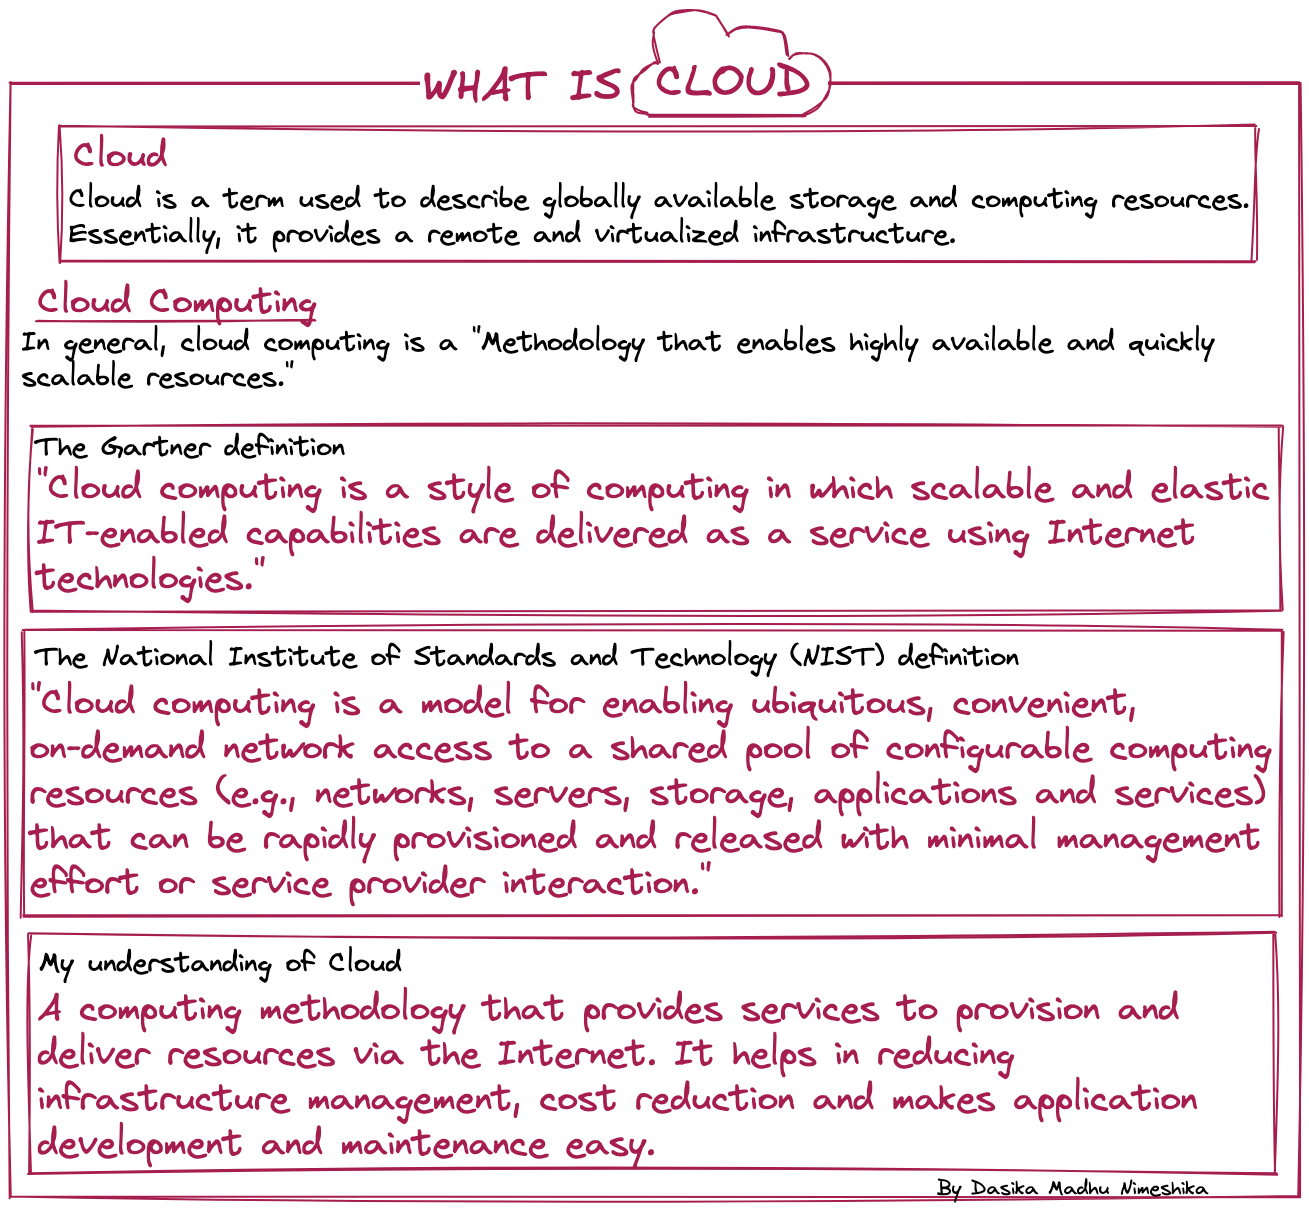 WHAT IS CLOUD
Cloud
Cloud is a term used to describe globally available storage and computing resources.
Essentially, it provides a remote and virtualized infrastructure.
Cloud Computing
In general, cloud computing is a "Methodology that enables highly available and quickly
scalable resources."
The Gartner definition
"Cloud computing is a style of computing in which scalable and elastic
IT-enabled capabilities are delivered as a service using Internet
technologies."
The National Institute of Standards and Technology (NIST) definition
"Cloud computing is a model for enabling ubiquitous, convenient,
on-demand network access to a shared pool of configurable computing
resources (e.g., networks, servers, storage, applications and services)
that can be rapidly provisioned and released with minimal management
effort or service provider interaction."
My understanding of Cloud
A computing methodology that provides services to provision and
deliver resources via the Internet. It helps in reducing
infrastructure management, cost reduction and makes application
development and maintenance easy.
By Dasika Madhu Nimeshika